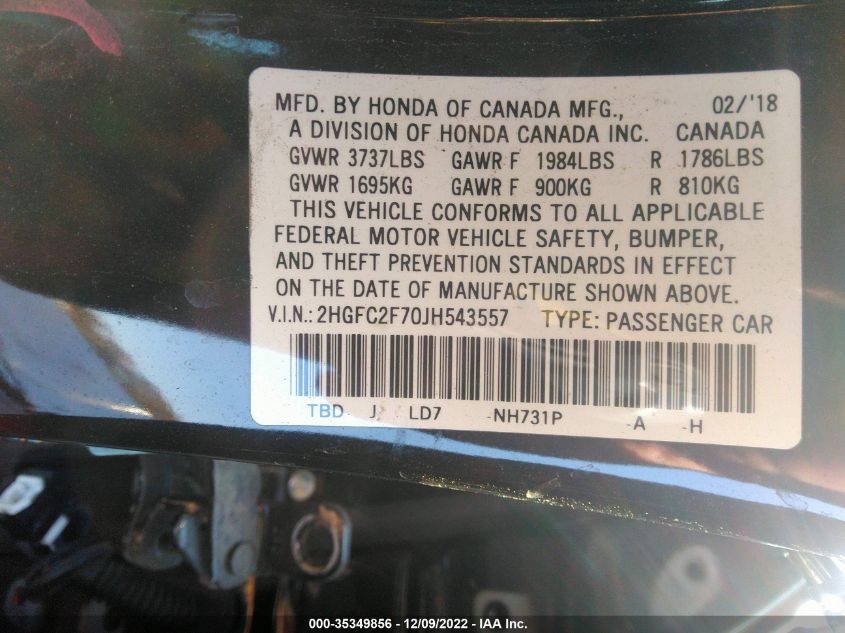 MFD. BY HONDA OF CANADA MFG., 02/'18
A DIVISION OF HONDA CANADA INC. CANADA
GVWR 3737LBS GAWR F 1984LBS R 1786LBS
GVWR 1695KG GAWR F 900KG R 810KG
THIS VEHICLE CONFORMS TO ALL APPLICABLE
FEDERAL MOTOR VEHICLE SAFETY, BUMPER,
AND THEFT PREVENTION STANDARDS IN EFFECT
ON THE DATE OF MANUFACTURE SHOWN ABOVE.
V.I.N.: 2HGFC2F70JH543557 TYPE: PASSENGER CAR
TBD- J LD7 -NH731P -A -H
000-35349856 - 12/09/2022 - IAA Inc.